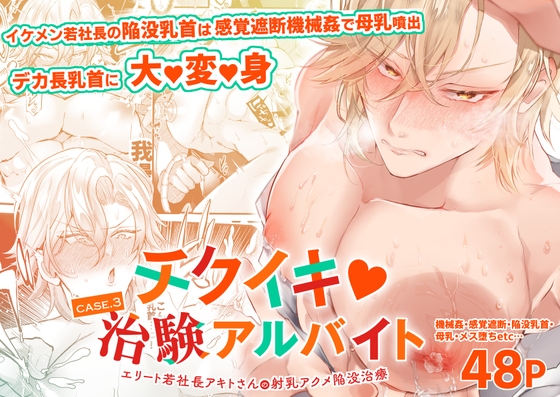 イケメン若社長の陥没乳首は感覚遮断機械姦で母乳噴出
デカ長乳首に大♥変♥身
チクイキ♥
CASE.3
治験アルバイト
エリート若社長アキトさんの射乳アクメ陥没治療
機械姦・感覚遮断・陥没乳首・
母乳・メス堕ちetc…
48P